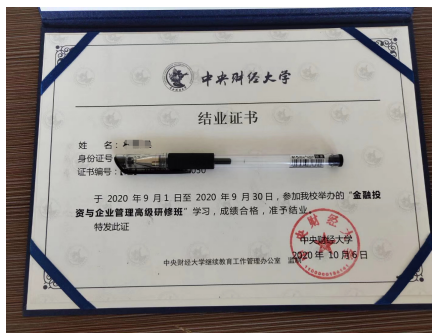 中央财经大学
结业证书
姓 名：
身份证号
证书编号：
于 2020 年 9 月 1 日至 2020 年 9 月 30 日，参加我校举办的“金融投
资与企业管理高级研修班”学习，成绩合格，准予结业。
特发此证
中央财经大学
2020 年 10 月 6 日
中央财经大学继续教育工作管理办公室 监制